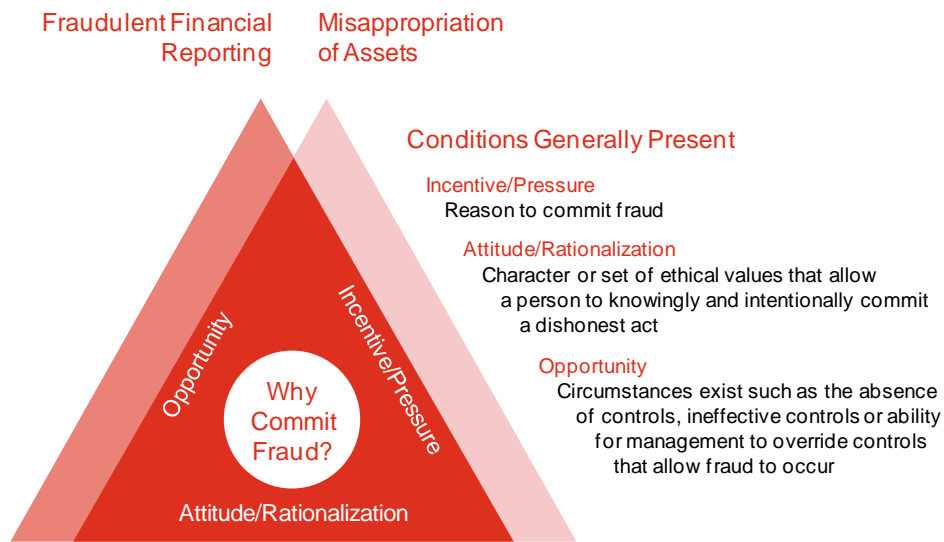 Fraudulent Financial
Reporting
Misappropriation
of Assets
Conditions Generally Present
Incentive/Pressure
Reason to commit fraud
Attitude/Rationalization
Character or set of ethical values that allow
a person to knowingly and intentionally commit
a dishonest act
Opportunity
Circumstances exist such as the absence
of controls, ineffective controls or ability
for management to override controls
that allow fraud to occur
Opportunity
Incentive/Pressure
Why
Commit
Fraud?
Attitude/Rationalization